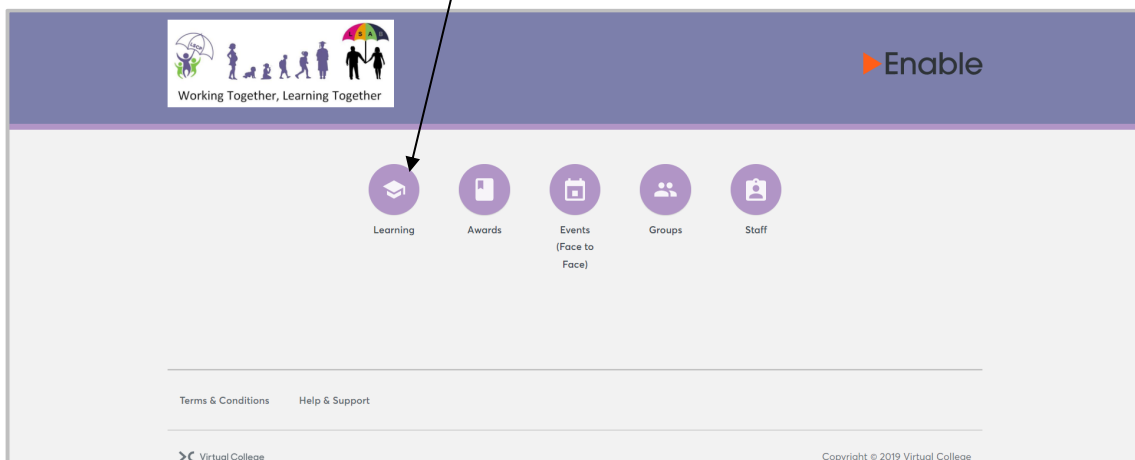 LSCP
L S A B
Working Together, Learning Together
Enable
Learning
Awards
Events
(Face to
Face)
Groups
Staff
Terms & Conditions
Help & Support
Virtual College
Copyright © 2019 Virtual College